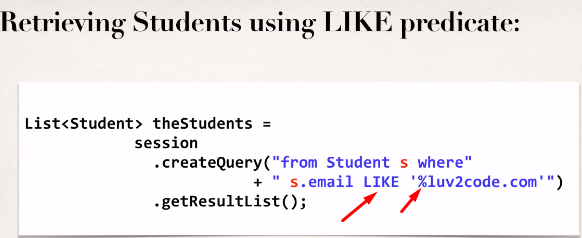 Retrieving Students using LIKE predicate:
List<Student> theStudents =
session
.createQuery("from Student s where"
+ " s.email LIKE '%luv2code.com'")
.getResultList();